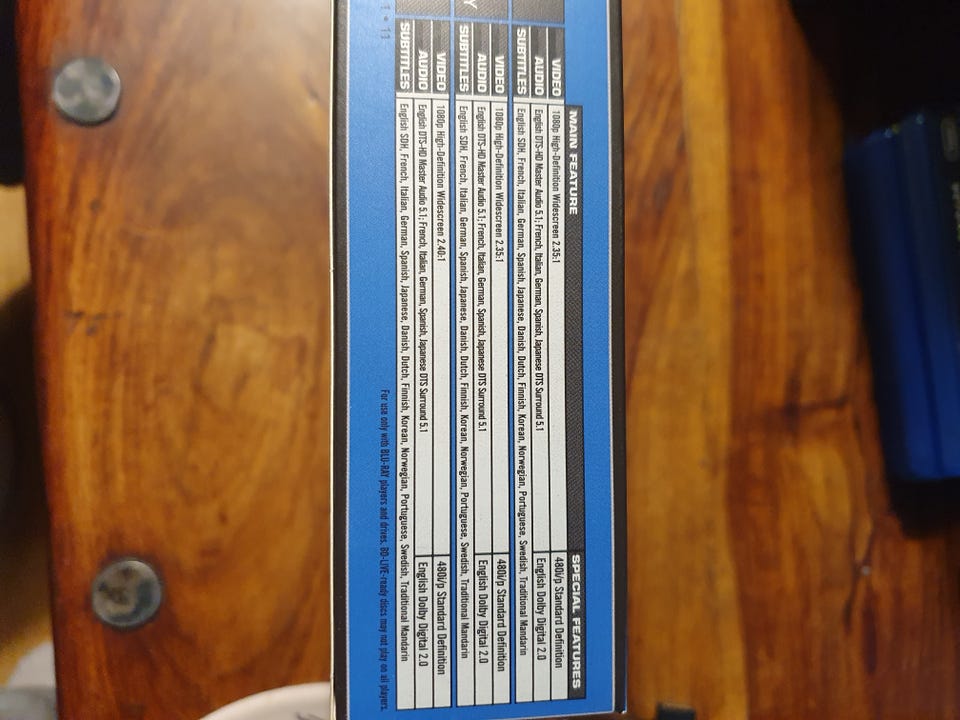 MAIN FEATURE SPECIAL FEATURES
VIDEO 1080p High-Definition Widescreen 2.35:1 480i/p Standard Definition
AUDIO English DTS-HD Master Audio 5.1; French, Italian, German, Spanish, Japanese DTS Surround 5.1 English Dolby Digital 2.0
SUBTITLES English SDH, French, Italian, German, Spanish, Japanese, Danish, Dutch, Finnish, Korean, Norwegian, Portuguese, Swedish, Traditional Mandarin
Y
VIDEO 1080p High-Definition Widescreen 2.35:1 480i/p Standard Definition
AUDIO English DTS-HD Master Audio 5.1; French, Italian, German, Spanish, Japanese DTS Surround 5.1 English Dolby Digital 2.0
SUBTITLES English SDH, French, Italian, German, Spanish, Japanese, Danish, Dutch, Finnish, Korean, Norwegian, Portuguese, Swedish, Traditional Mandarin
VIDEO 1080p High-Definition Widescreen 2.40:1 480i/p Standard Definition
AUDIO English DTS-HD Master Audio 5.1; French, Italian, German, Spanish, Japanese DTS Surround 5.1 English Dolby Digital 2.0
SUBTITLES English SDH, French, Italian, German, Spanish, Japanese, Danish, Dutch, Finnish, Korean, Norwegian, Portuguese, Swedish, Traditional Mandarin
1 • 11
For use only with BLU-RAY players and drives. BD-LIVE-ready discs may not play on all players.